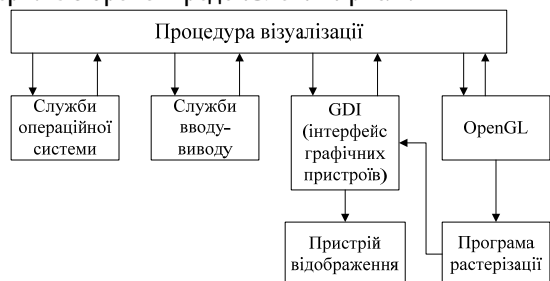 Процедура візуалізації
Служби
операційної
системи
Служби
вводу-
виводу
GDI
(інтерфейс
графічних
пристроїв)
OpenGL
Пристрій
відображення
Програма
растеризації